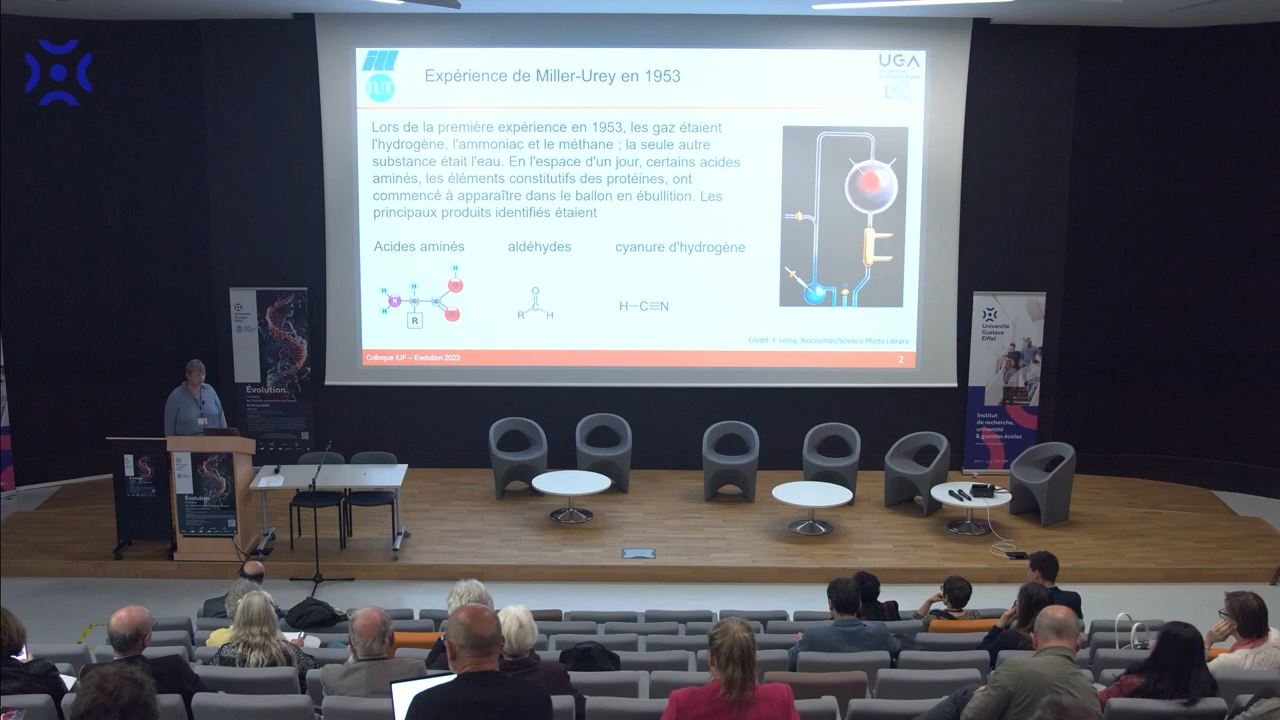 ill
IUF
UGA
Expérience de Miller-Urey en 1953
Lors de la première expérience en 1953, les gaz étaient
l'hydrogène, l'ammoniac et le méthane ; la seule autre
substance était l'eau. En l'espace d'un jour, certains acides
aminés, les éléments constitutifs des protéines, ont
commencé à apparaître dans le ballon en ébullition. Les
principaux produits identifiés étaient
Acides aminés aldéhydes cyanure d'hydrogène
H
H
H
N
C
C
O
O
R
O
R
C
H
H-C≡N
Credit: F. Leroy, Biocosmos/Science Photo Library
Colloque IUF – Evolution 2023
2
Évolution
Évolution
Université
Gustave
Eiffel
Institut
de recherche,
université
& grandes écoles